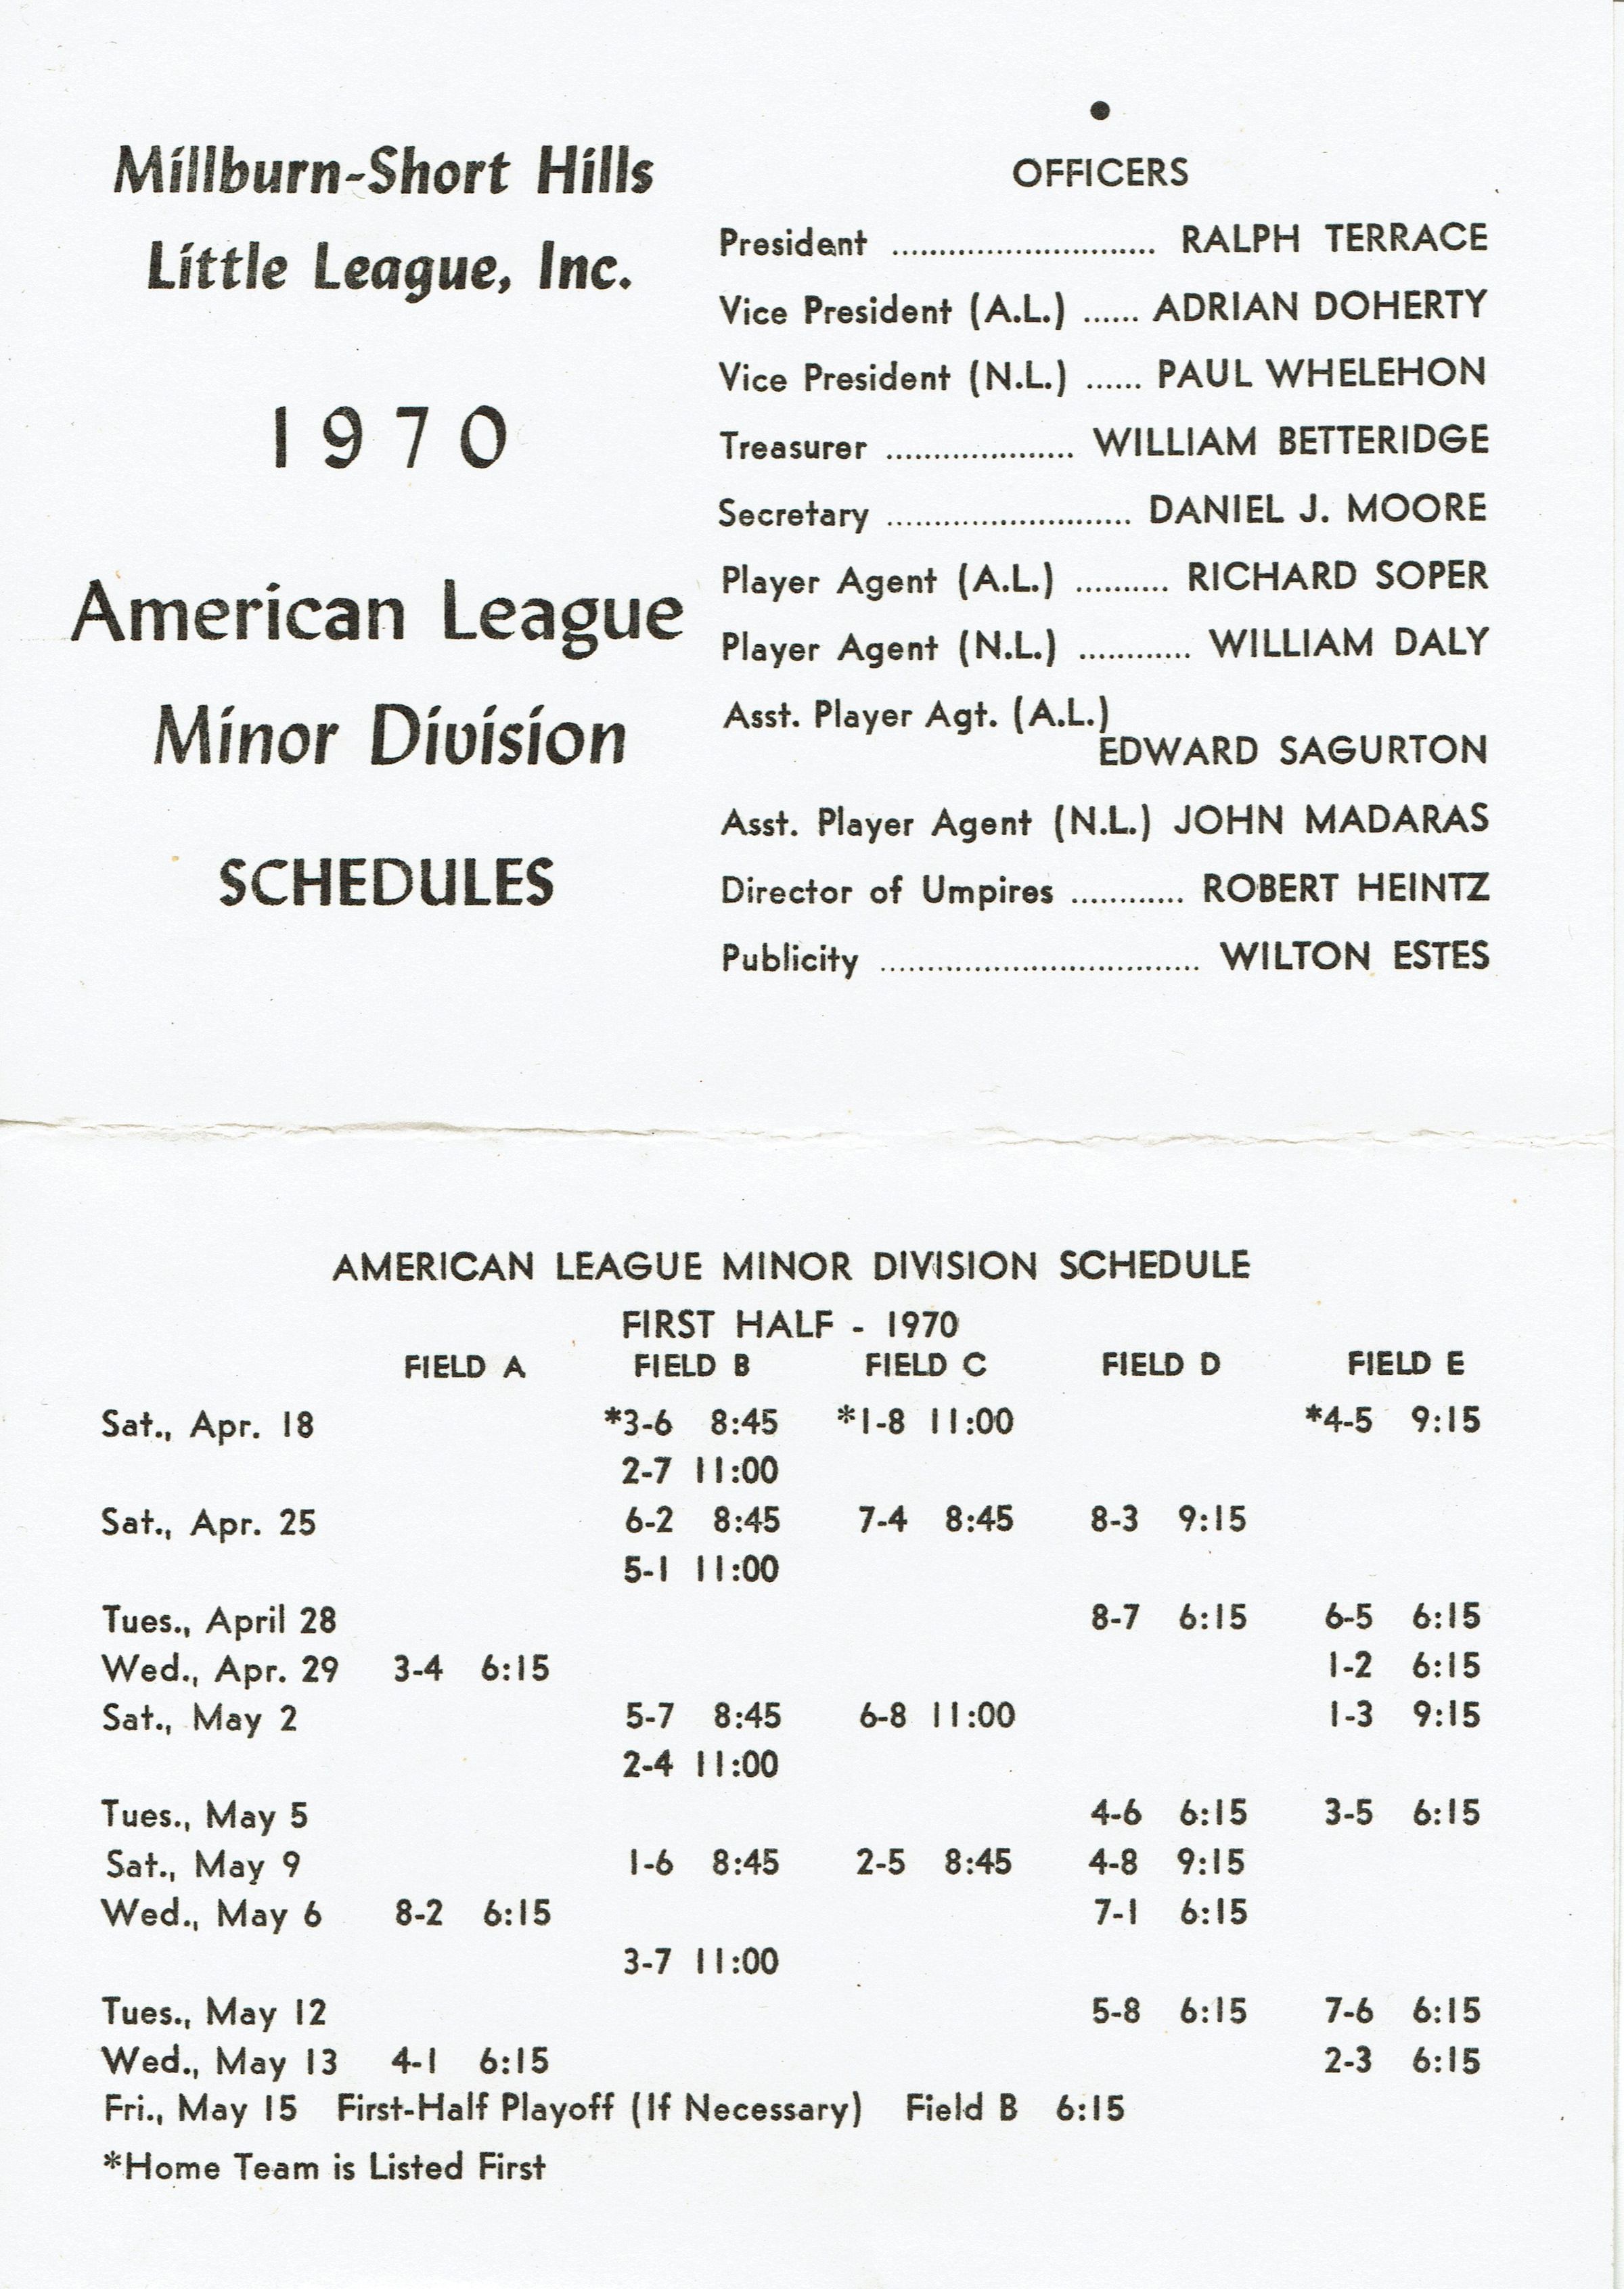 Millburn-Short Hills
Little League, Inc.
1970
American League
Minor Division
SCHEDULES
OFFICERS
President ............................ RALPH TERRACE
Vice President (A.L.) ...... ADRIAN DOHERTY
Vice President (N.L.) ...... PAUL WHELEHON
Treasurer .................... WILLIAM BETTERIDGE
Secretary .......................... DANIEL J. MOORE
Player Agent (A.L.) .......... RICHARD SOPER
Player Agent (N.L.) ............ WILLIAM DALY
Asst. Player Agt. (A.L.)
EDWARD SAGURTON
Asst. Player Agent (N.L.) JOHN MADARAS
Director of Umpires ............ ROBERT HEINTZ
Publicity .................................. WILTON ESTES
AMERICAN LEAGUE MINOR DIVISION SCHEDULE
FIRST HALF - 1970
FIELD A FIELD B FIELD C FIELD D FIELD E
Sat., Apr. 18 *3-6 8:45 *1-8 11:00 *4-5 9:15
2-7 11:00
Sat., Apr. 25 6-2 8:45 7-4 8:45 8-3 9:15
5-1 11:00
Tues., April 28 8-7 6:15 6-5 6:15
Wed., Apr. 29 3-4 6:15 1-2 6:15
Sat., May 2 5-7 8:45 6-8 11:00 1-3 9:15
2-4 11:00
Tues., May 5 4-6 6:15 3-5 6:15
Sat., May 9 1-6 8:45 2-5 8:45 4-8 9:15
Wed., May 6 8-2 6:15 7-1 6:15
3-7 11:00
Tues., May 12 5-8 6:15 7-6 6:15
Wed., May 13 4-1 6:15 2-3 6:15
Fri., May 15 First-Half Playoff (If Necessary) Field B 6:15
*Home Team is Listed First